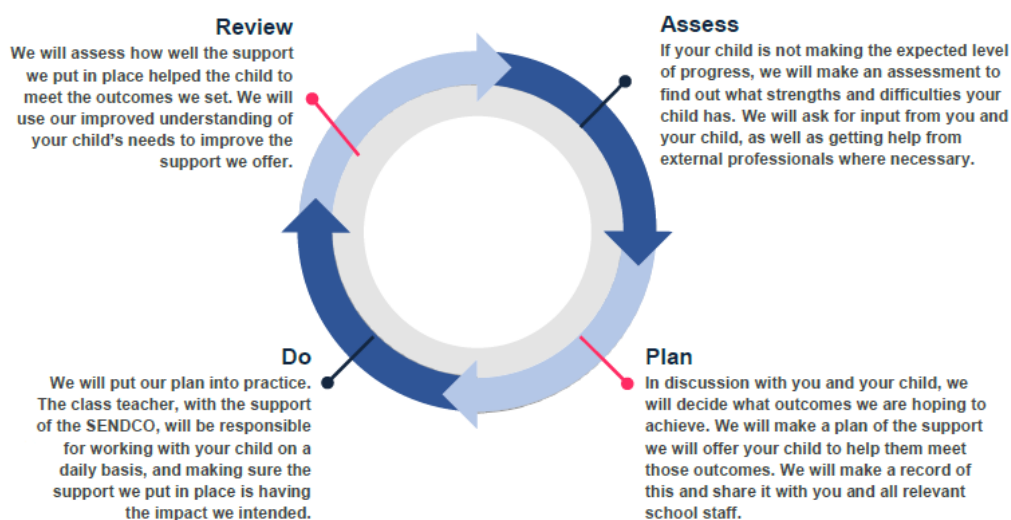 Review
We will assess how well the support
we put in place helped the child to
meet the outcomes we set. We will
use our improved understanding of
your child's needs to improve the
support we offer.
Assess
If your child is not making the expected level
of progress, we will make an assessment to
find out what strengths and difficulties your
child has. We will ask for input from you and
your child, as well as getting help from
external professionals where necessary.
Do
We will put our plan into practice.
The class teacher, with the support
of the SENDCO, will be responsible
for working with your child on a
daily basis, and making sure the
support we put in place is having
the impact we intended.
Plan
In discussion with you and your child, we
will decide what outcomes we are hoping to
achieve. We will make a plan of the support
we will offer your child to help them meet
those outcomes. We will make a record of
this and share it with you and all relevant
school staff.